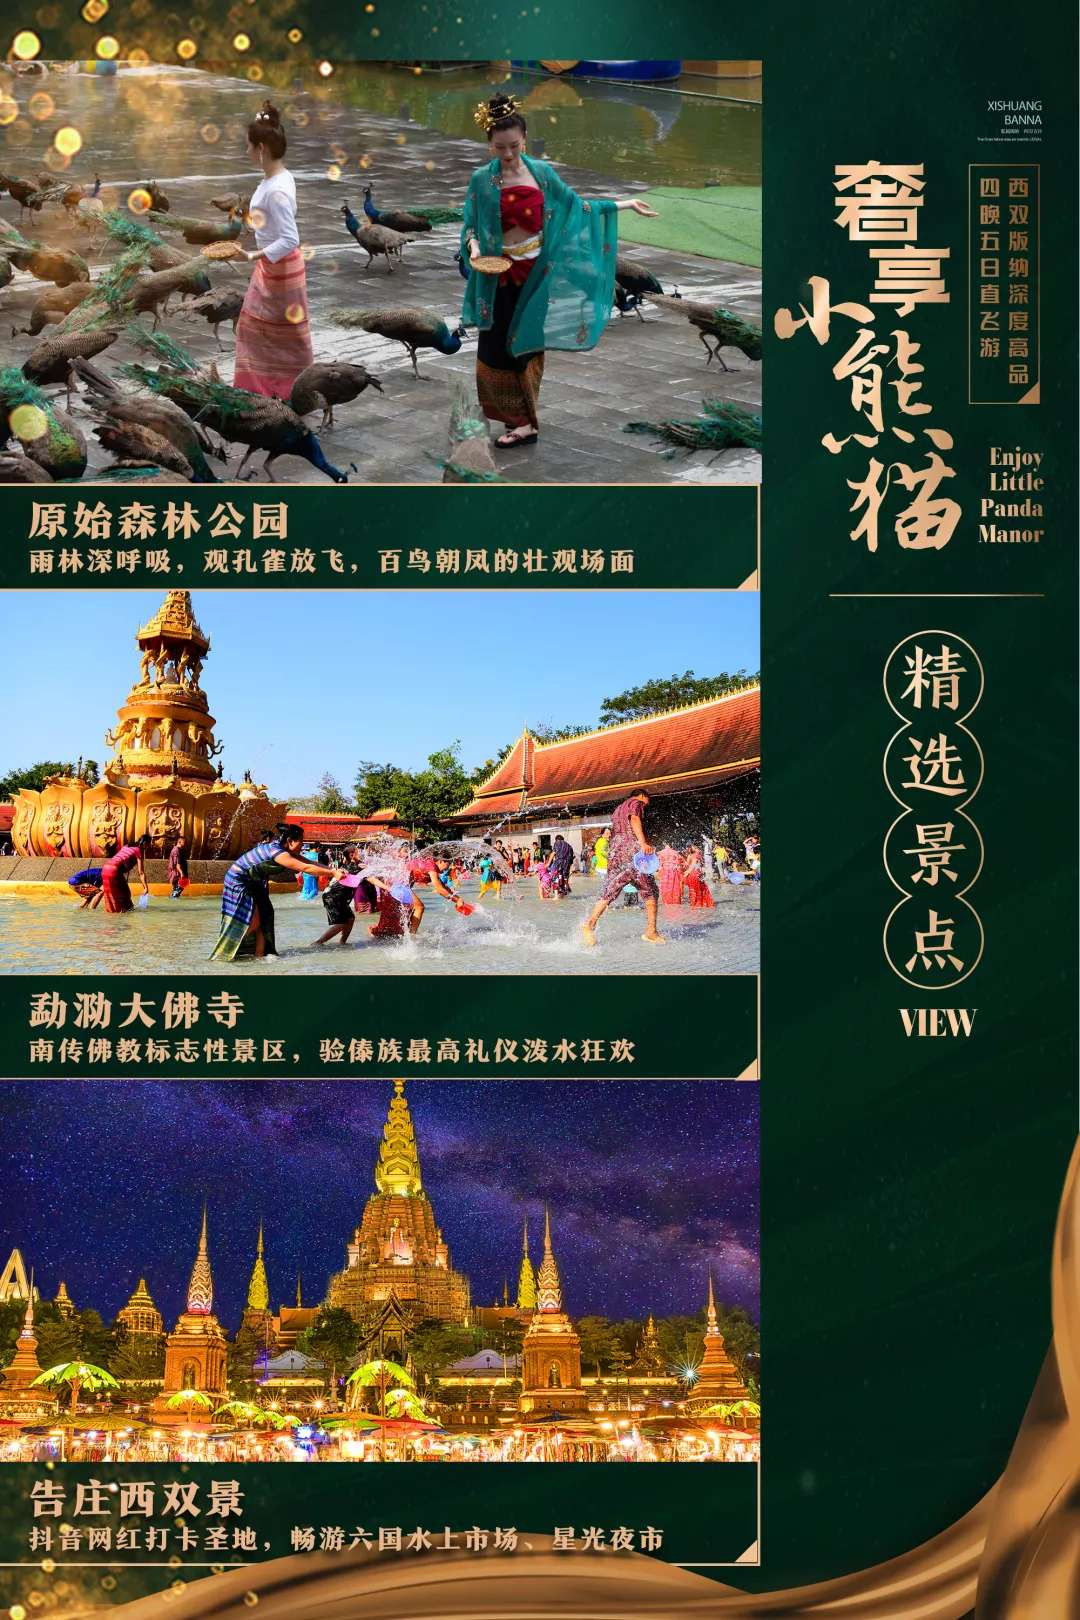 XISHUANG
BANNA
西双版纳深度高品
四晚五日直飞游
奢享
小熊猫
Enjoy
Little
Panda
Manor
精选景点
VIEW
原始森林公园
雨林深呼吸，观孔雀放飞，百鸟朝凤的壮观场面
勐泐大佛寺
南传佛教标志性景区，验傣族最高礼仪泼水狂欢
告庄西双景
抖音网红打卡圣地，畅游六国水上市场、星光夜市